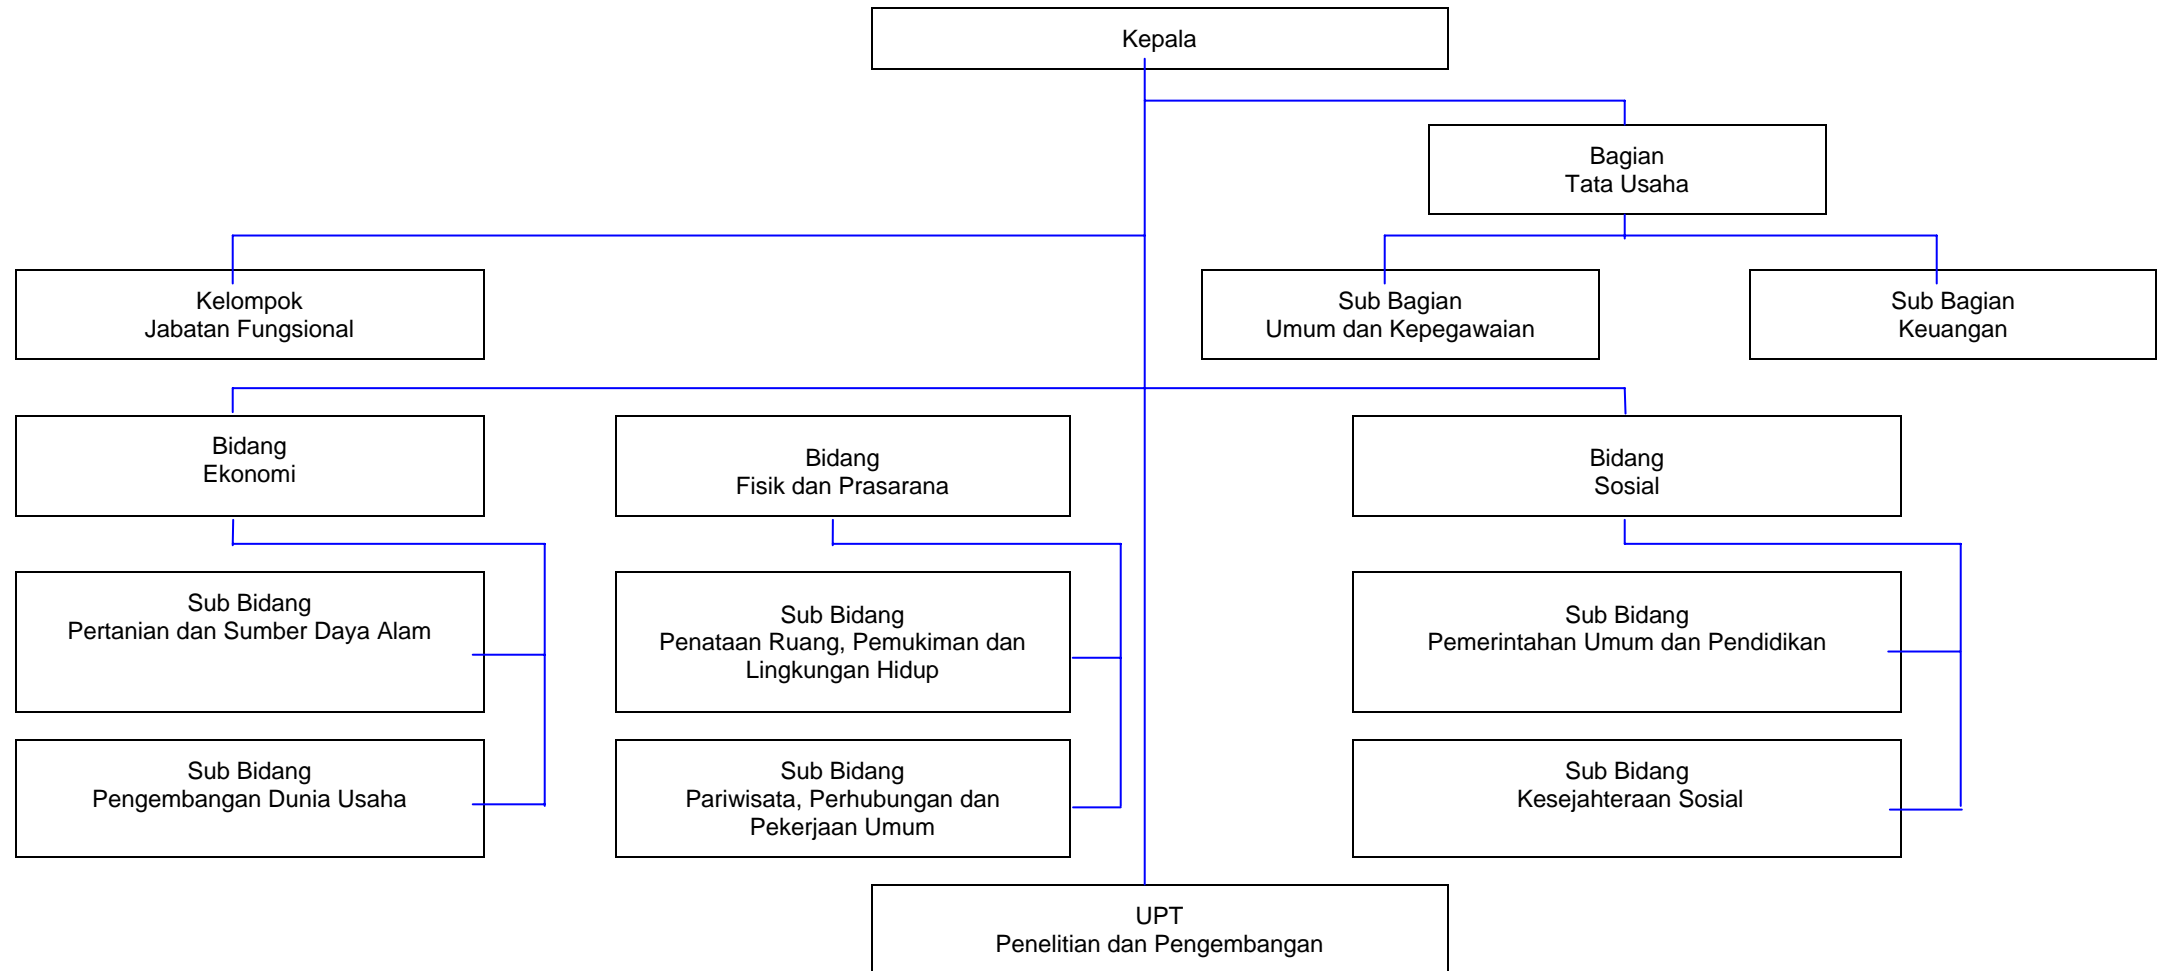 Kepala
Bagian
Tata Usaha
Kelompok
Jabatan Fungsional
Sub Bagian
Umum dan Kepegawaian
Sub Bagian
Keuangan
Bidang
Ekonomi
Bidang
Fisik dan Prasarana
Bidang
Sosial
Sub Bidang
Pertanian dan Sumber Daya Alam
Sub Bidang
Penataan Ruang, Pemukiman dan
Lingkungan Hidup
Sub Bidang
Pemerintahan Umum dan Pendidikan
Sub Bidang
Pengembangan Dunia Usaha
Sub Bidang
Pariwisata, Perhubungan dan
Pekerjaan Umum
Sub Bidang
Kesejahteraan Sosial
UPT
Penelitian dan Pengembangan